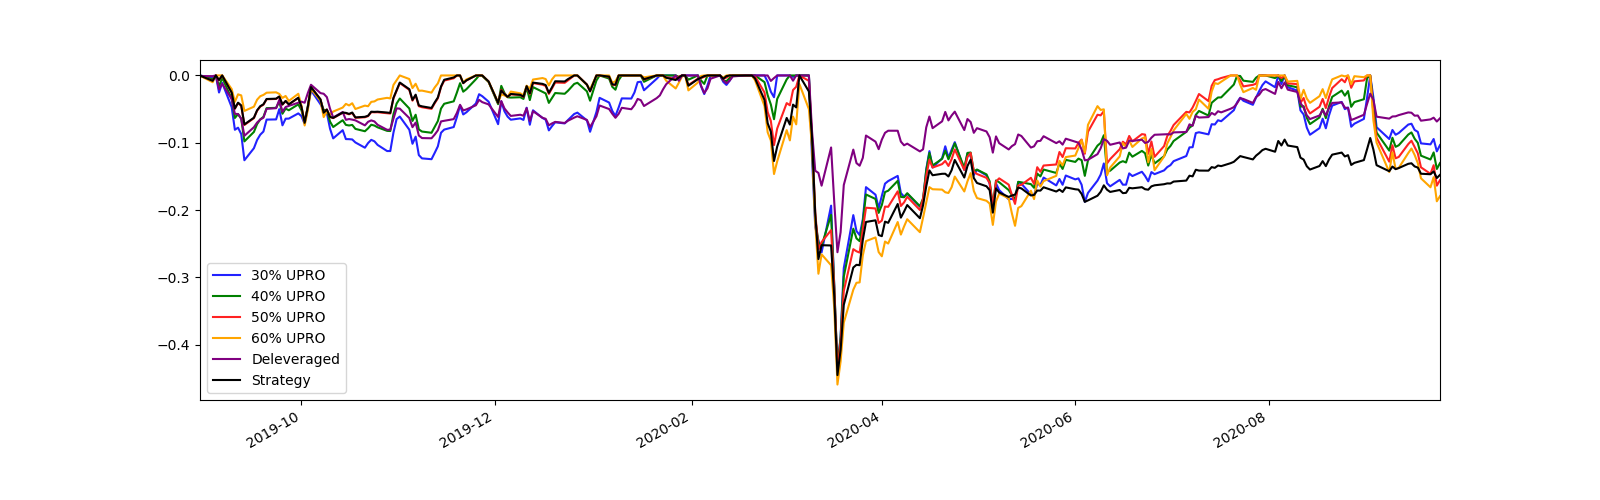 0.0
−0.1
−0.2
−0.3
−0.4
30% UPRO
40% UPRO
50% UPRO
60% UPRO
Deleveraged
Strategy
2019-10
2019-12
2020-02
2020-04
2020-06
2020-08